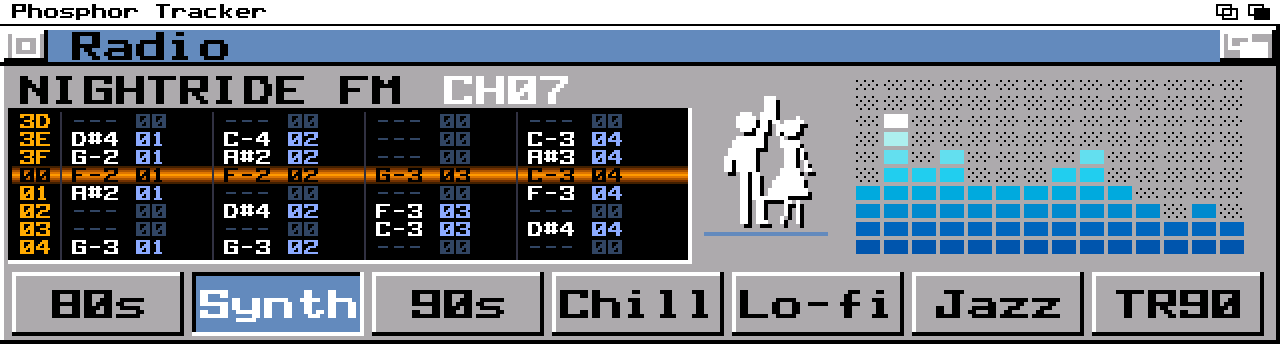 Phosphor Tracker
Radio
NIGHTRIDE FM CH07
3D --- 00 --- 00 --- 00 --- 00
3E D#4 01 C-4 02 --- 00 C-3 04
3F G-2 01 A#2 02 --- 00 A#3 04
00 F-2 01 F-2 02 G-3 03 C-3 04
01 A#2 01 --- 00 --- 00 F-3 04
02 --- 00 D#4 02 F-3 03 --- 00
03 --- 00 --- 00 C-3 03 D#4 04
04 G-3 01 G-3 02 --- 00 --- 00
80s Synth 90s Chill Lo-fi Jazz TR90